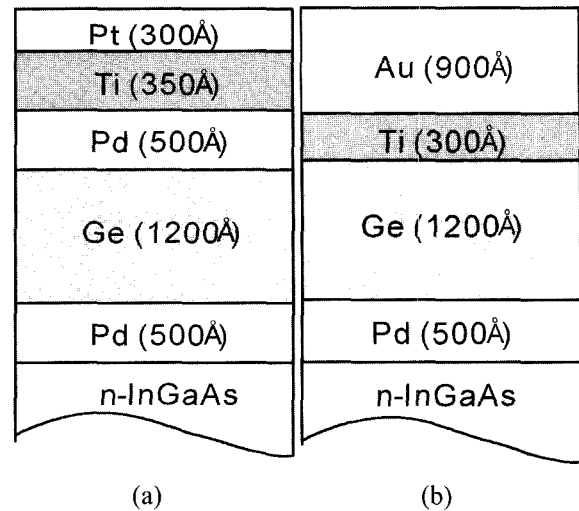 Pt (300Å)
Ti (350Å)
Pd (500Å)
Ge (1200Å)
Pd (500Å)
n-InGaAs
(a)
Au (900Å)
Ti (300Å)
Ge (1200Å)
Pd (500Å)
n-InGaAs
(b)